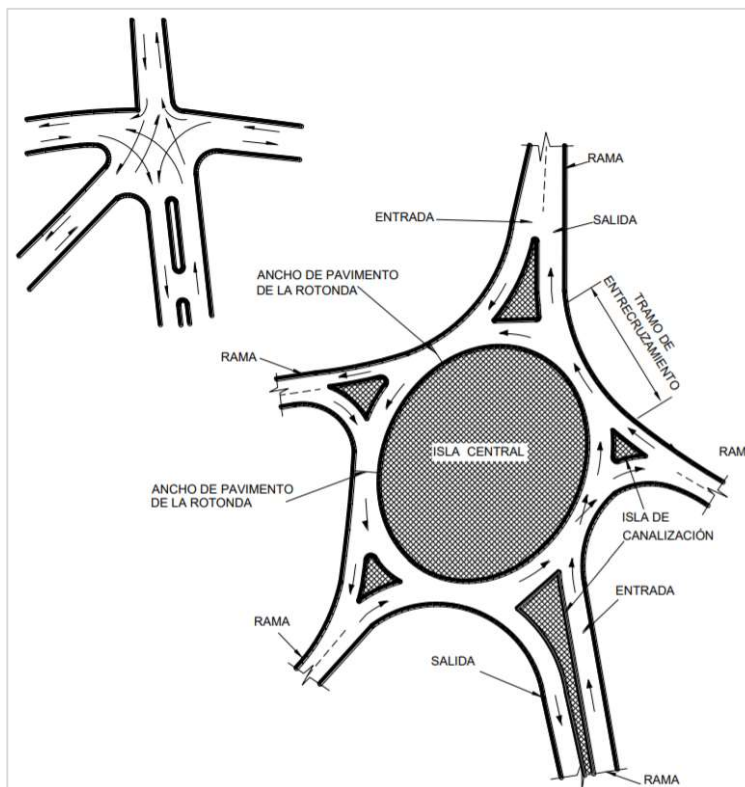 RAMA
ENTRADA
SALIDA
ANCHO DE PAVIMENTO
DE LA ROTONDA
TRAMO DE
ENTRECRUZAMIENTO
RAMA
ISLA CENTRAL
RAM
ANCHO DE PAVIMENTO
DE LA ROTONDA
ISLA DE
CANALIZACIÓN
ENTRADA
RAMA
SALIDA
RAMA